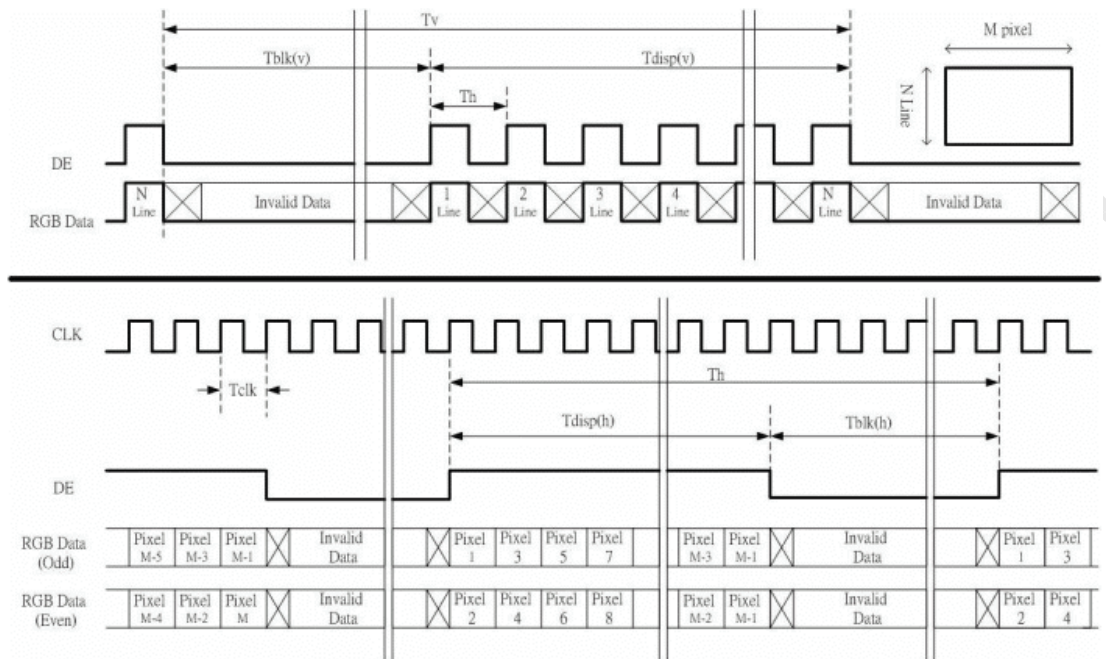 Tv
M pixel
Tblk(v)
Tdisp(v)
Th
N Line
DE
N Line
Invalid Data
1 Line
2 Line
3 Line
4 Line
N Line
Invalid Data
RGB Data
CLK
Th
Tclk
Tdisp(h)
Tblk(h)
DE
RGB Data (Odd)
Pixel M-5
Pixel M-3
Pixel M-1
Invalid Data
Pixel 1
Pixel 3
Pixel 5
Pixel 7
Pixel M-3
Pixel M-1
Invalid Data
Pixel 1
Pixel 3
RGB Data (Even)
Pixel M-4
Pixel M-2
Pixel M
Invalid Data
Pixel 2
Pixel 4
Pixel 6
Pixel 8
Pixel M-2
Pixel M-1
Invalid Data
Pixel 2
Pixel 4